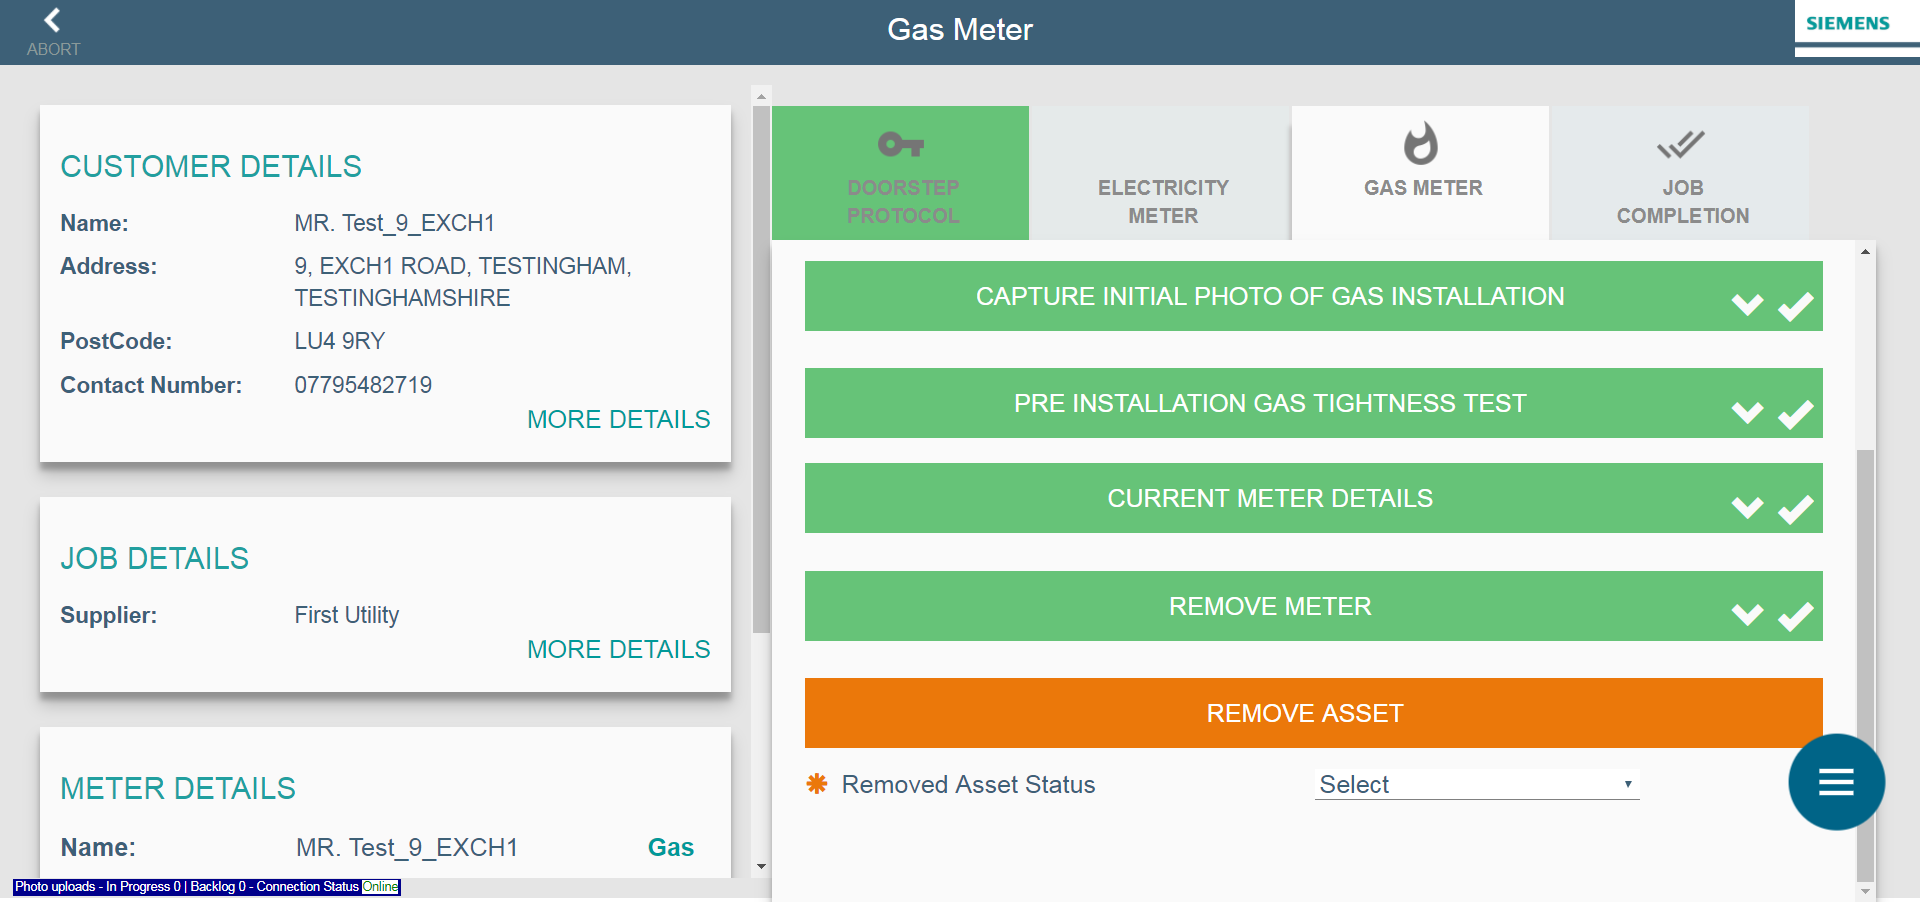 ABORT
Gas Meter
SIEMENS
CUSTOMER DETAILS
Name: MR. Test_9_EXCH1
Address: 9, EXCH1 ROAD, TESTINGHAM,
TESTINGHAMSHIRE
PostCode: LU4 9RY
Contact Number: 07795482719
MORE DETAILS
JOB DETAILS
Supplier: First Utility
MORE DETAILS
METER DETAILS
Name: MR. Test_9_EXCH1 Gas
Photo uploads - In Progress 0 | Backlog 0 - Connection Status Online
DOORSTEP
PROTOCOL
ELECTRICITY
METER
GAS METER
JOB
COMPLETION
CAPTURE INITIAL PHOTO OF GAS INSTALLATION
PRE INSTALLATION GAS TIGHTNESS TEST
CURRENT METER DETAILS
REMOVE METER
REMOVE ASSET
✱ Removed Asset Status Select